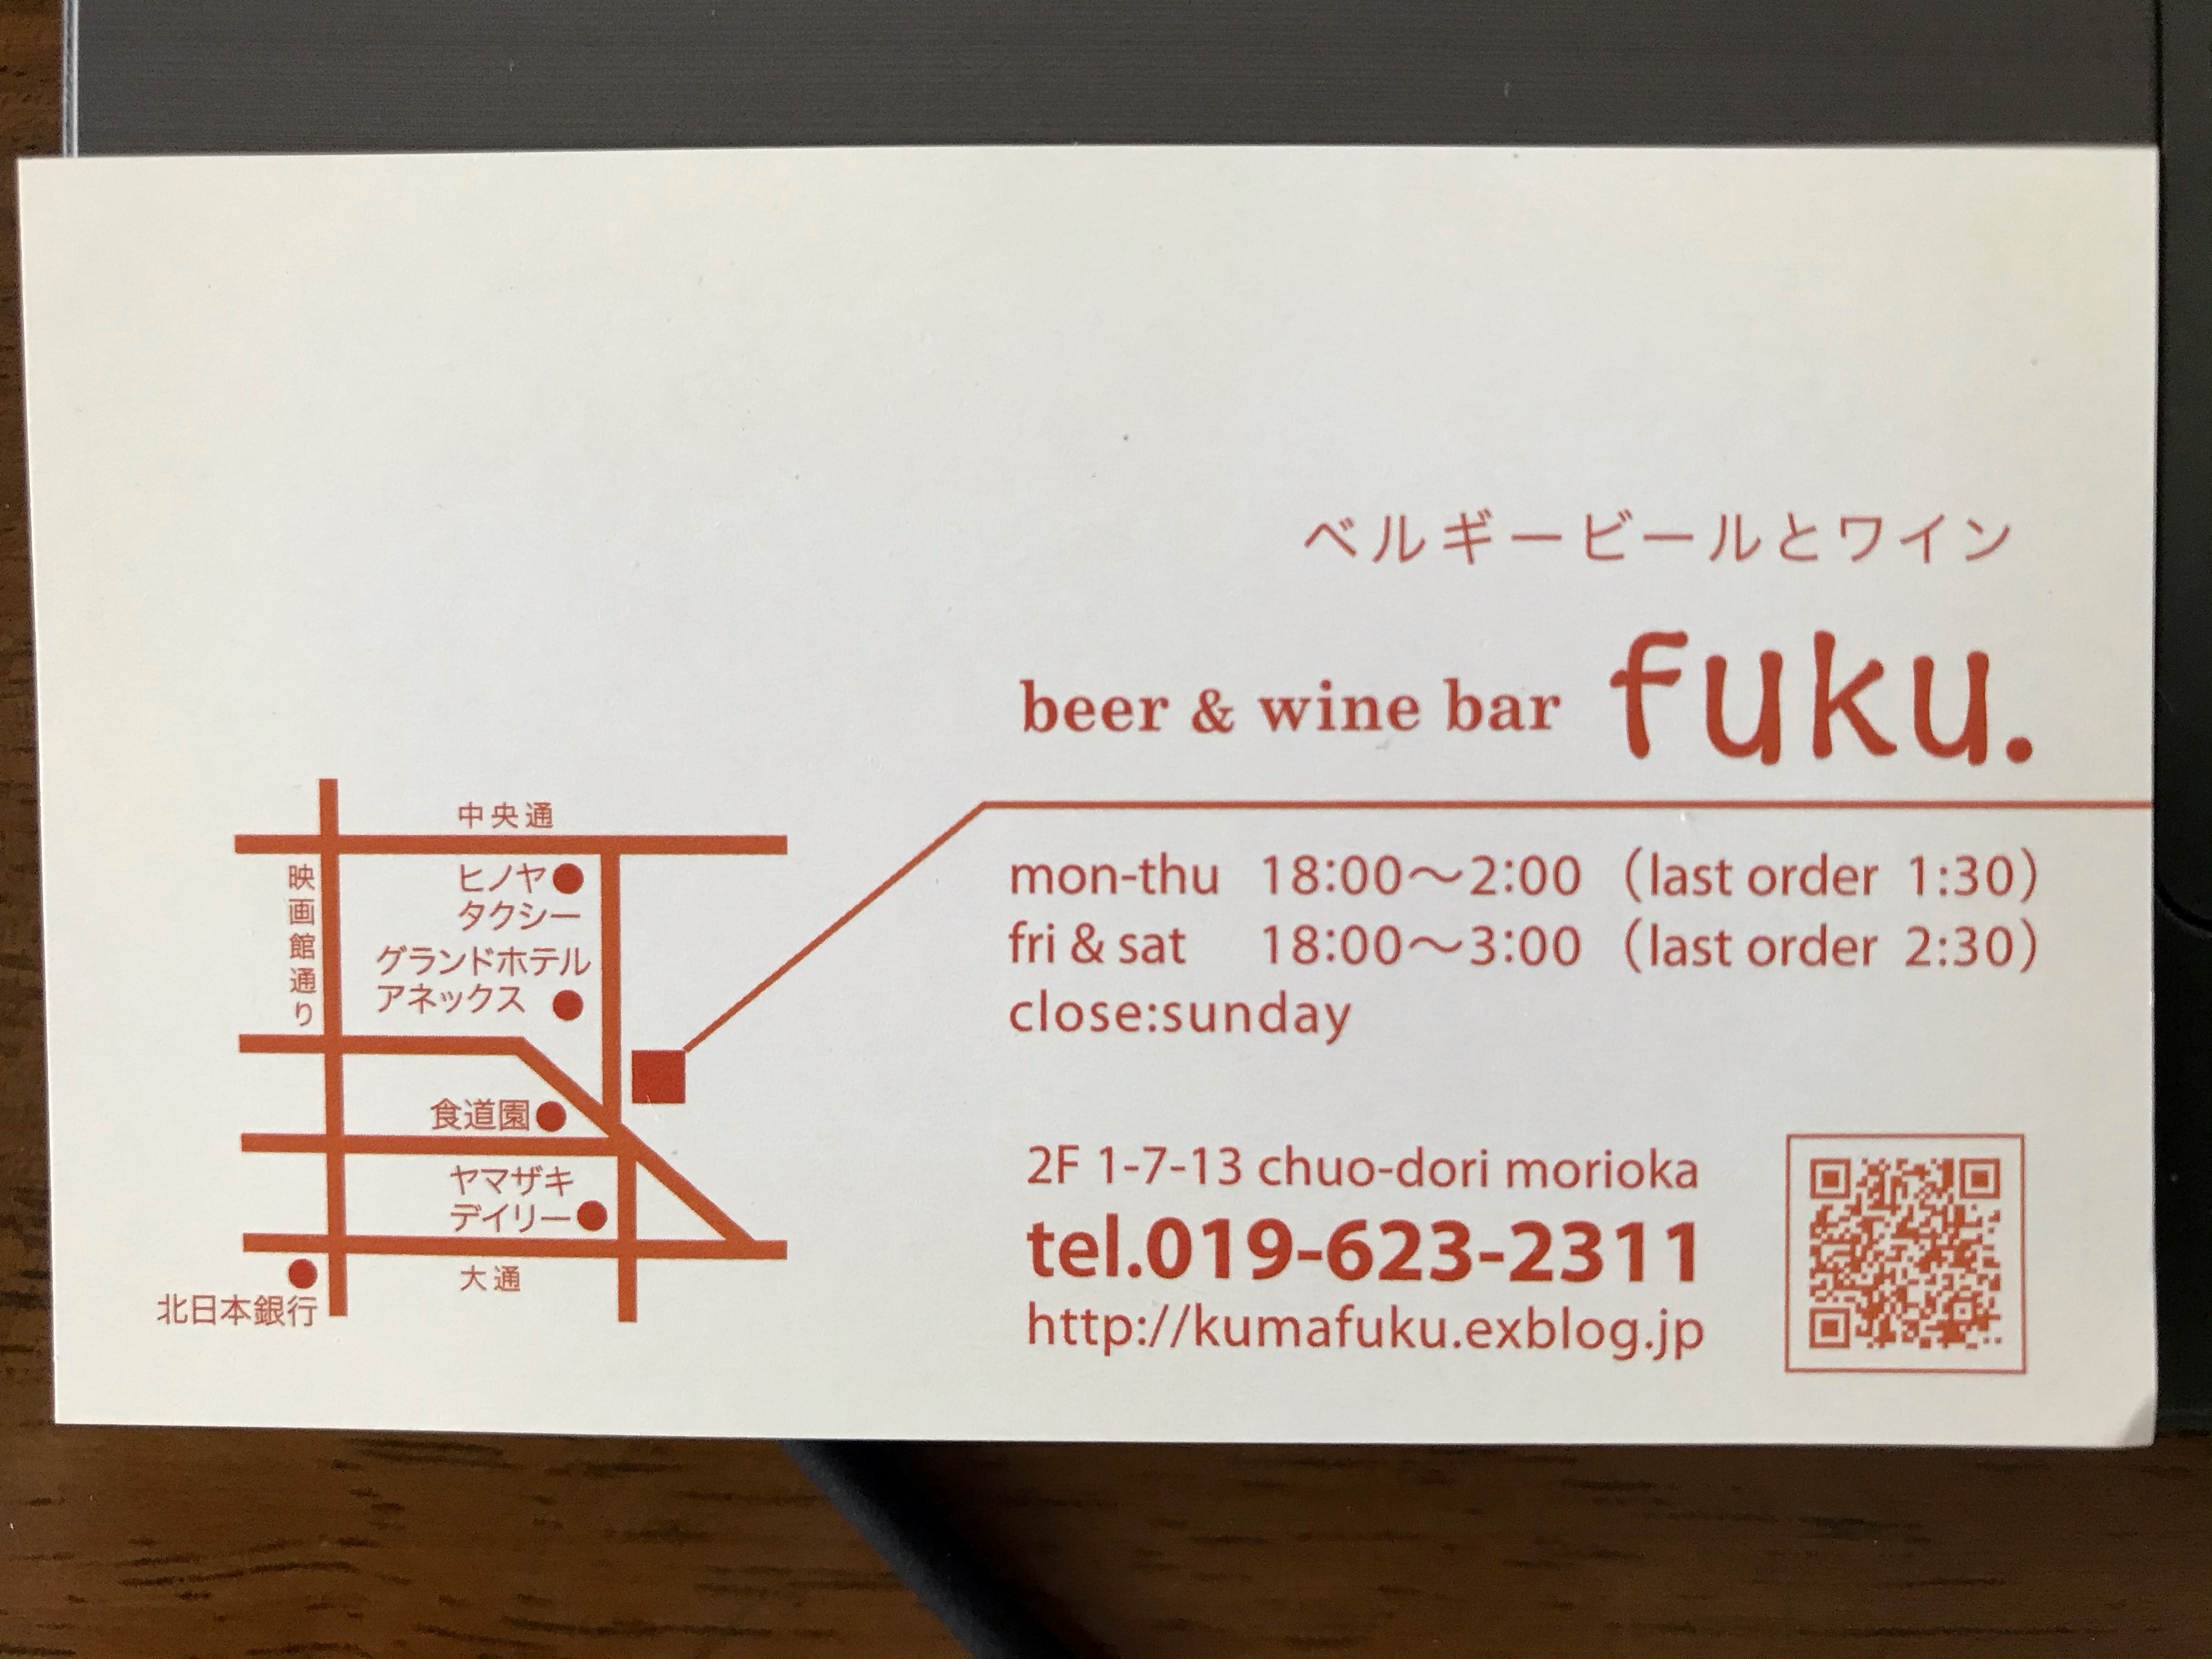 ベルギービールとワイン
beer & wine bar fuku.
mon-thu 18:00～2:00 （last order 1:30）
fri & sat 18:00～3:00 （last order 2:30）
close:sunday
2F 1-7-13 chuo-dori morioka
tel.019-623-2311
http://kumafuku.exblog.jp
中央通
映画館通り
ヒノヤ
タクシー
グランドホテル
アネックス
食道園
ヤマザキ
デイリー
大通
北日本銀行